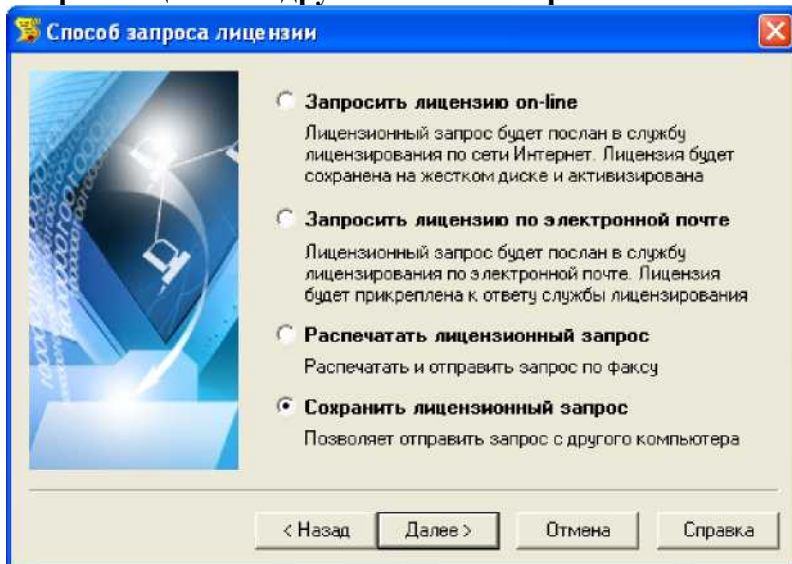 Способ запроса лицензии
Запросить лицензию on-line
Лицензионный запрос будет послан в службу
лицензирования по сети Интернет. Лицензия будет
сохранена на жестком диске и активизирована
Запросить лицензию по электронной почте
Лицензионный запрос будет послан в службу
лицензирования по электронной почте. Лицензия
будет прикреплена к ответу службы лицензирования
Распечатать лицензионный запрос
Распечатать и отправить запрос по факсу
Сохранить лицензионный запрос
Позволяет отправить запрос с другого компьютера
< Назад Далее > Отмена Справка